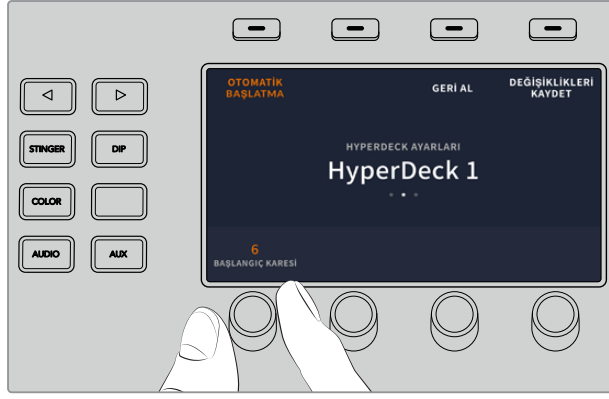 OTOMATİK
BAŞLATMA
GERİ AL
DEĞİŞİKLİKLERİ
KAYDET
HYPERDECK AYARLARI
HyperDeck 1
6
BAŞLANGIÇ KARESİ
STINGER
DIP
COLOR
AUDIO
AUX